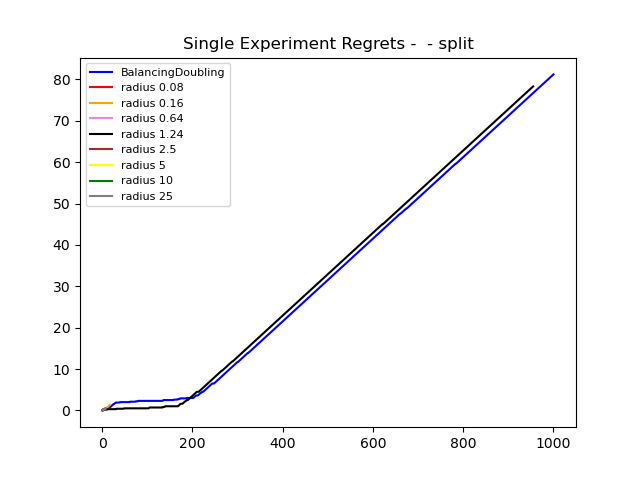 Single Experiment Regrets -  - split
BalancingDoubling
radius 0.08
radius 0.16
radius 0.64
radius 1.24
radius 2.5
radius 5
radius 10
radius 25
80
70
60
50
40
30
20
10
0
0 200 400 600 800 1000